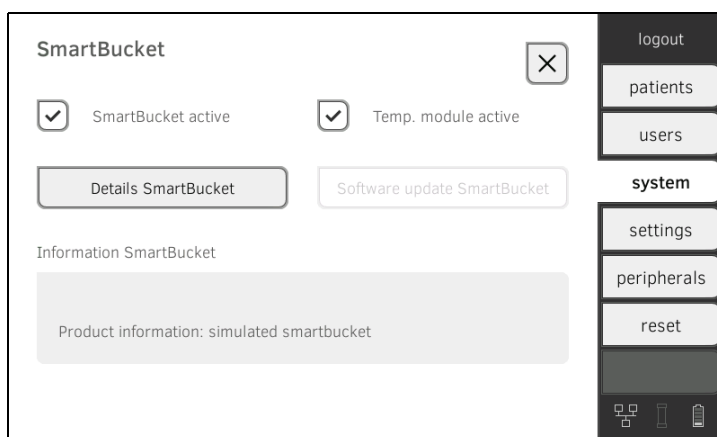 SmartBucket
SmartBucket active
Temp. module active
Details SmartBucket
Software update SmartBucket
Information SmartBucket
Product information: simulated smartbucket
logout
patients
users
system
settings
peripherals
reset